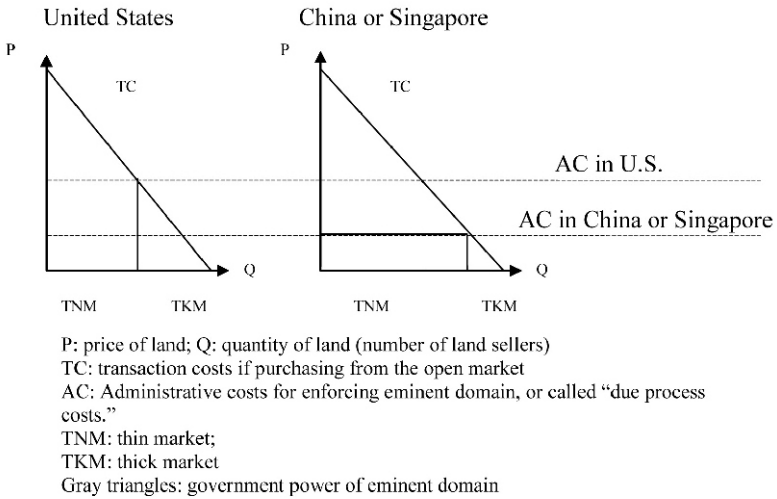 United States
China or Singapore
P
TC
P
TC
AC in U.S.
AC in China or Singapore
Q
Q
TNM
TKM
TNM
TKM
P: price of land; Q: quantity of land (number of land sellers)
TC: transaction costs if purchasing from the open market
AC: Administrative costs for enforcing eminent domain, or called “due process
costs.”
TNM: thin market;
TKM: thick market
Gray triangles: government power of eminent domain